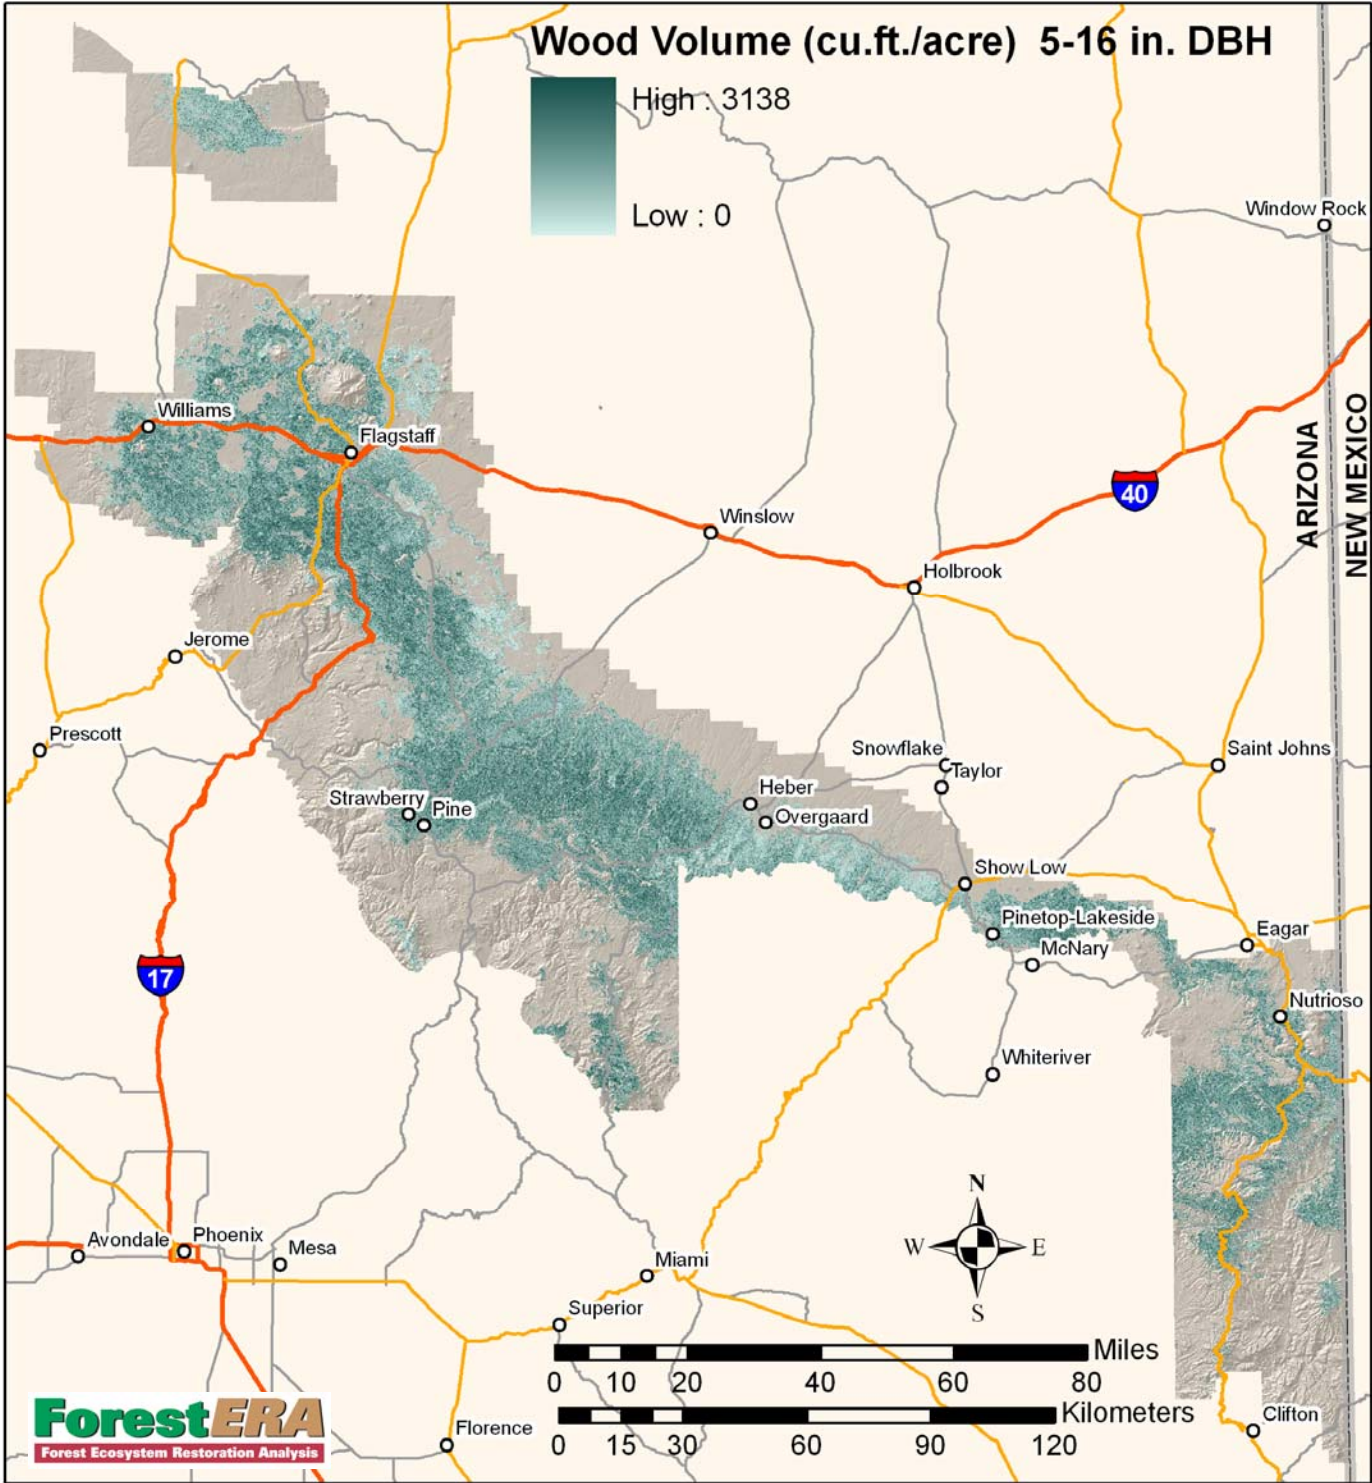 Wood Volume (cu.ft./acre)  5-16 in. DBH
High : 3138
Low : 0
Window Rock
Williams
Flagstaff
ARIZONA
NEW MEXICO
40
Winslow
Holbrook
Jerome
Prescott
Snowflake
Saint Johns
Taylor
Strawberry
Pine
Heber
Overgaard
Show Low
Pinetop-Lakeside
Eagar
McNary
17
Nutrioso
Whiteriver
N
W E
S
Avondale
Phoenix
Mesa
Miami
Superior
Miles
0 10 20 40 60 80
Kilometers
0 15 30 60 90 120
Clifton
Florence
ForestERA
Forest Ecosystem Restoration Analysis